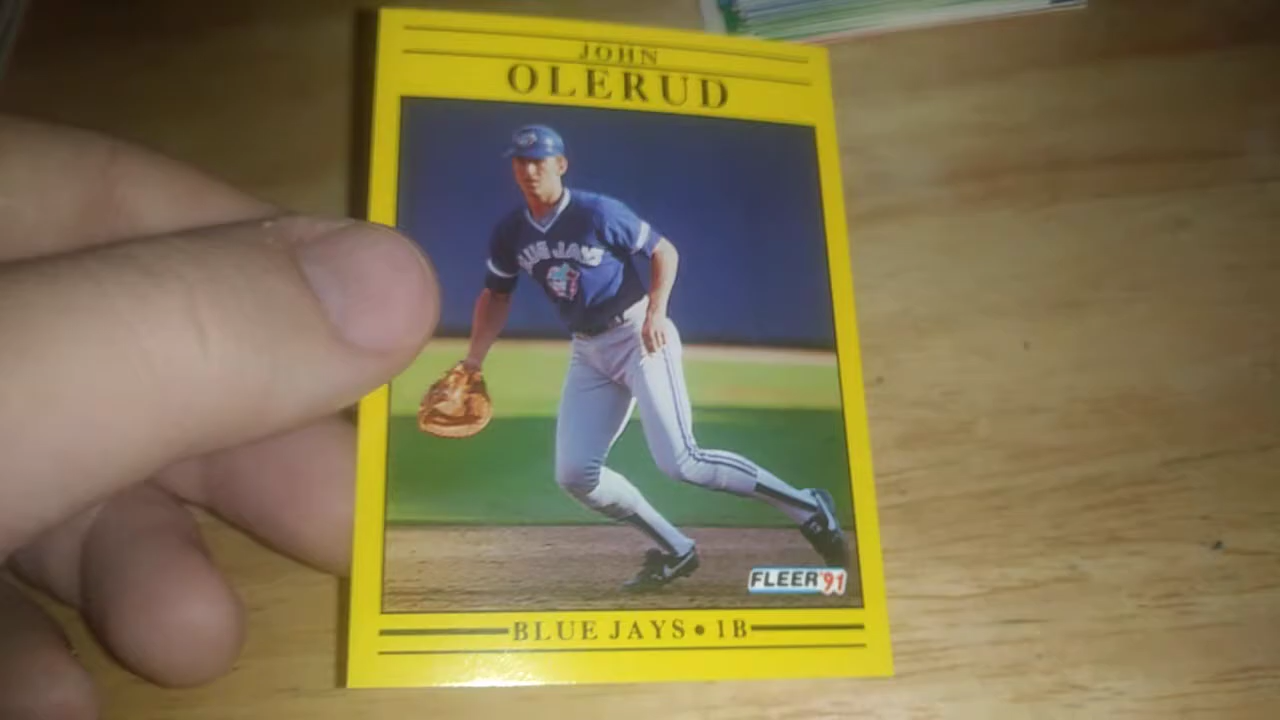 JOHN
OLERUD
BLUE JAYS
FLEER '91
BLUE JAYS • 1B